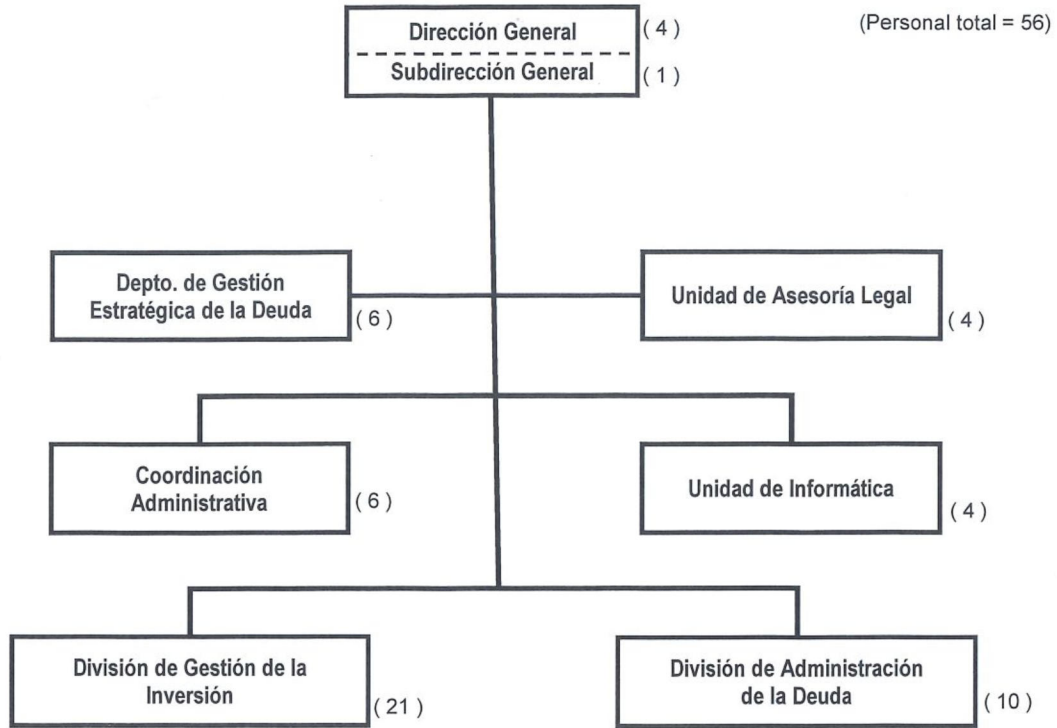 Dirección General
( 4 )
(Personal total = 56)
Subdirección General
( 1 )
Depto. de Gestión
Estratégica de la Deuda
( 6 )
Unidad de Asesoría Legal
( 4 )
Coordinación
Administrativa
( 6 )
Unidad de Informática
( 4 )
División de Gestión de la
Inversión
( 21 )
División de Administración
de la Deuda
( 10 )